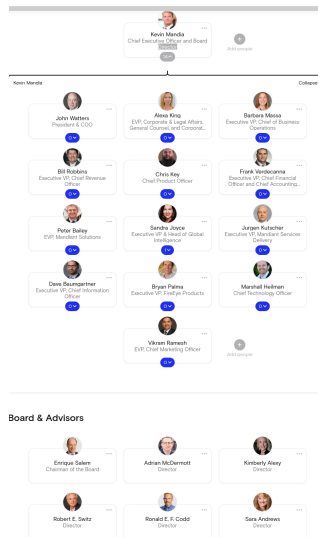 Kevin Mandia
Chief Executive Officer and Board
Add people
Kevin Mandia
Collapse
John Watters
President & COO
Alexa King
EVP, Corporate & Legal Affairs,
General Counsel, and Corporat...
Barbara Massa
Executive VP, Chief of Business
Operations
Bill Robbins
Executive VP, Chief Revenue
Officer
Chris Key
Chief Product Officer
Frank Verdecanna
Executive VP, Chief Financial
Officer and Chief Accounting...
Peter Bailey
EVP, Mandiant Solutions
Sandra Joyce
Executive VP & Head of Global
Intelligence
Jurgen Kutscher
Executive VP, Mandiant Services
Delivery
Dave Baumgartner
Executive VP, Chief Information
Officer
Bryan Palma
Executive VP, FireEye Products
Marshall Heilman
Chief Technology Officer
Vikram Ramesh
EVP, Chief Marketing Officer
Add people
Board & Advisors
Enrique Salem
Chairman of the Board
Adrian McDermott
Director
Kimberly Alexy
Director
Robert E. Switz
Director
Ronald E. F. Codd
Director
Sara Andrews
Director